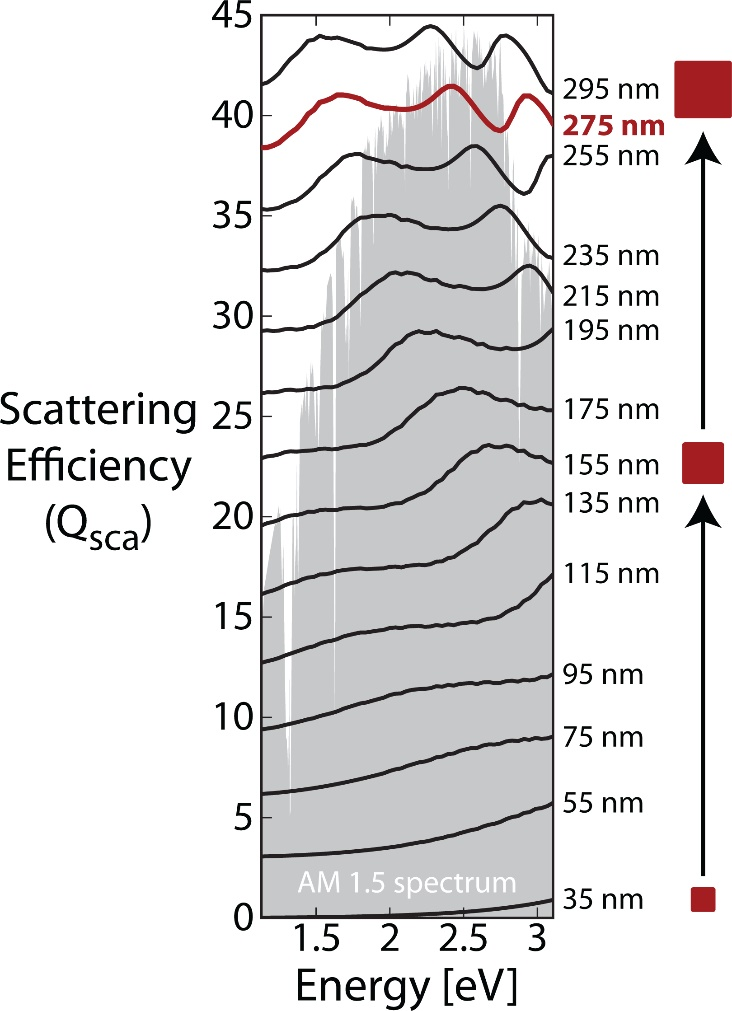 45
40
35
30
25
20
15
10
5
0
Scattering
Efficiency
(Qsca)
295 nm
275 nm
255 nm
235 nm
215 nm
195 nm
175 nm
155 nm
135 nm
115 nm
95 nm
75 nm
55 nm
35 nm
AM 1.5 spectrum
1.5 2 2.5 3
Energy [eV]